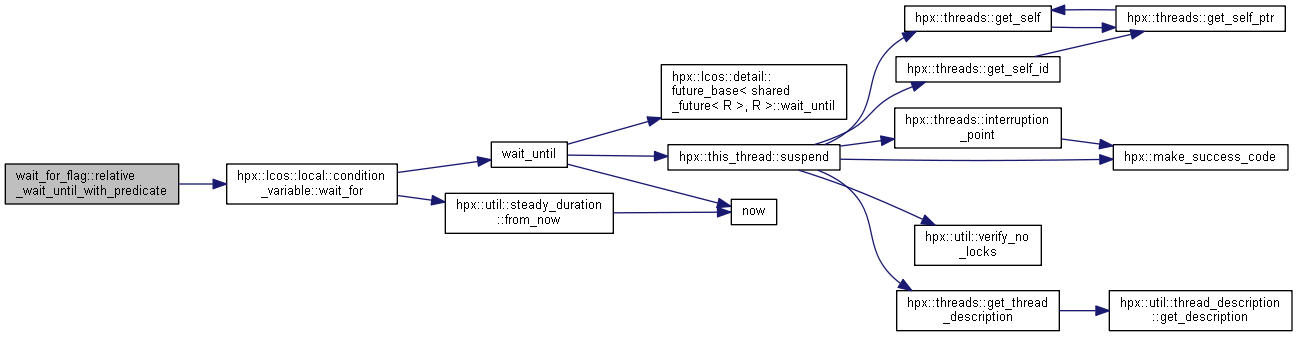 wait_for_flag::relative
_wait_until_with_predicate
hpx::lcos::local::condition
_variable::wait_for
wait_until
hpx::util::steady_duration
::from_now
hpx::lcos::detail::
future_base< shared
_future< R >, R >::wait_until
hpx::this_thread::suspend
now
hpx::threads::get_self
hpx::threads::get_self_id
hpx::threads::interruption
_point
hpx::util::verify_no
_locks
hpx::threads::get_thread
_description
hpx::threads::get_self_ptr
hpx::make_success_code
hpx::util::thread_description
::get_description